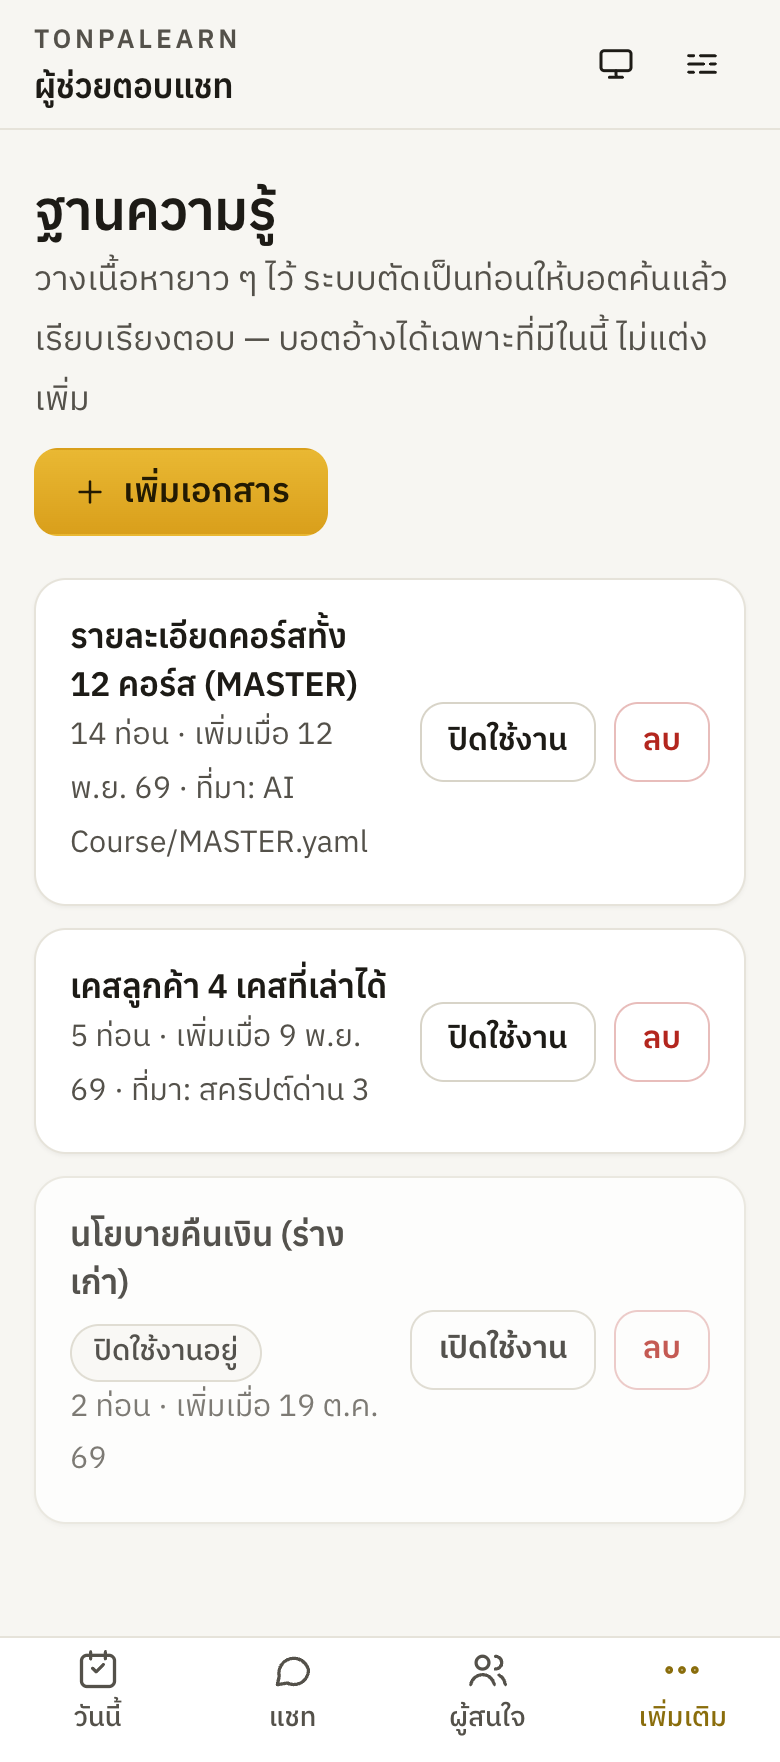 TONPALEARN
ผู้ช่วยตอบแชท
ฐานความรู้
วางเนื้อหายาว ๆ ไว้ ระบบตัดเป็นท่อนให้บอตค้นแล้ว
เรียบเรียงตอบ — บอตอ้างได้เฉพาะที่มีในนี้ ไม่แต่ง
เพิ่ม
+ เพิ่มเอกสาร
รายละเอียดคอร์สทั้ง
12 คอร์ส (MASTER)
14 ท่อน · เพิ่มเมื่อ 12
พ.ย. 69 · ที่มา: AI
Course/MASTER.yaml
ปิดใช้งาน
ลบ
เคสลูกค้า 4 เคสที่เล่าได้
5 ท่อน · เพิ่มเมื่อ 9 พ.ย.
69 · ที่มา: สคริปต์ด่าน 3
ปิดใช้งาน
ลบ
นโยบายคืนเงิน (ร่าง
เก่า)
ปิดใช้งานอยู่
2 ท่อน · เพิ่มเมื่อ 19 ต.ค.
69
เปิดใช้งาน
ลบ
วันนี้
แชท
ผู้สนใจ
เพิ่มเติม